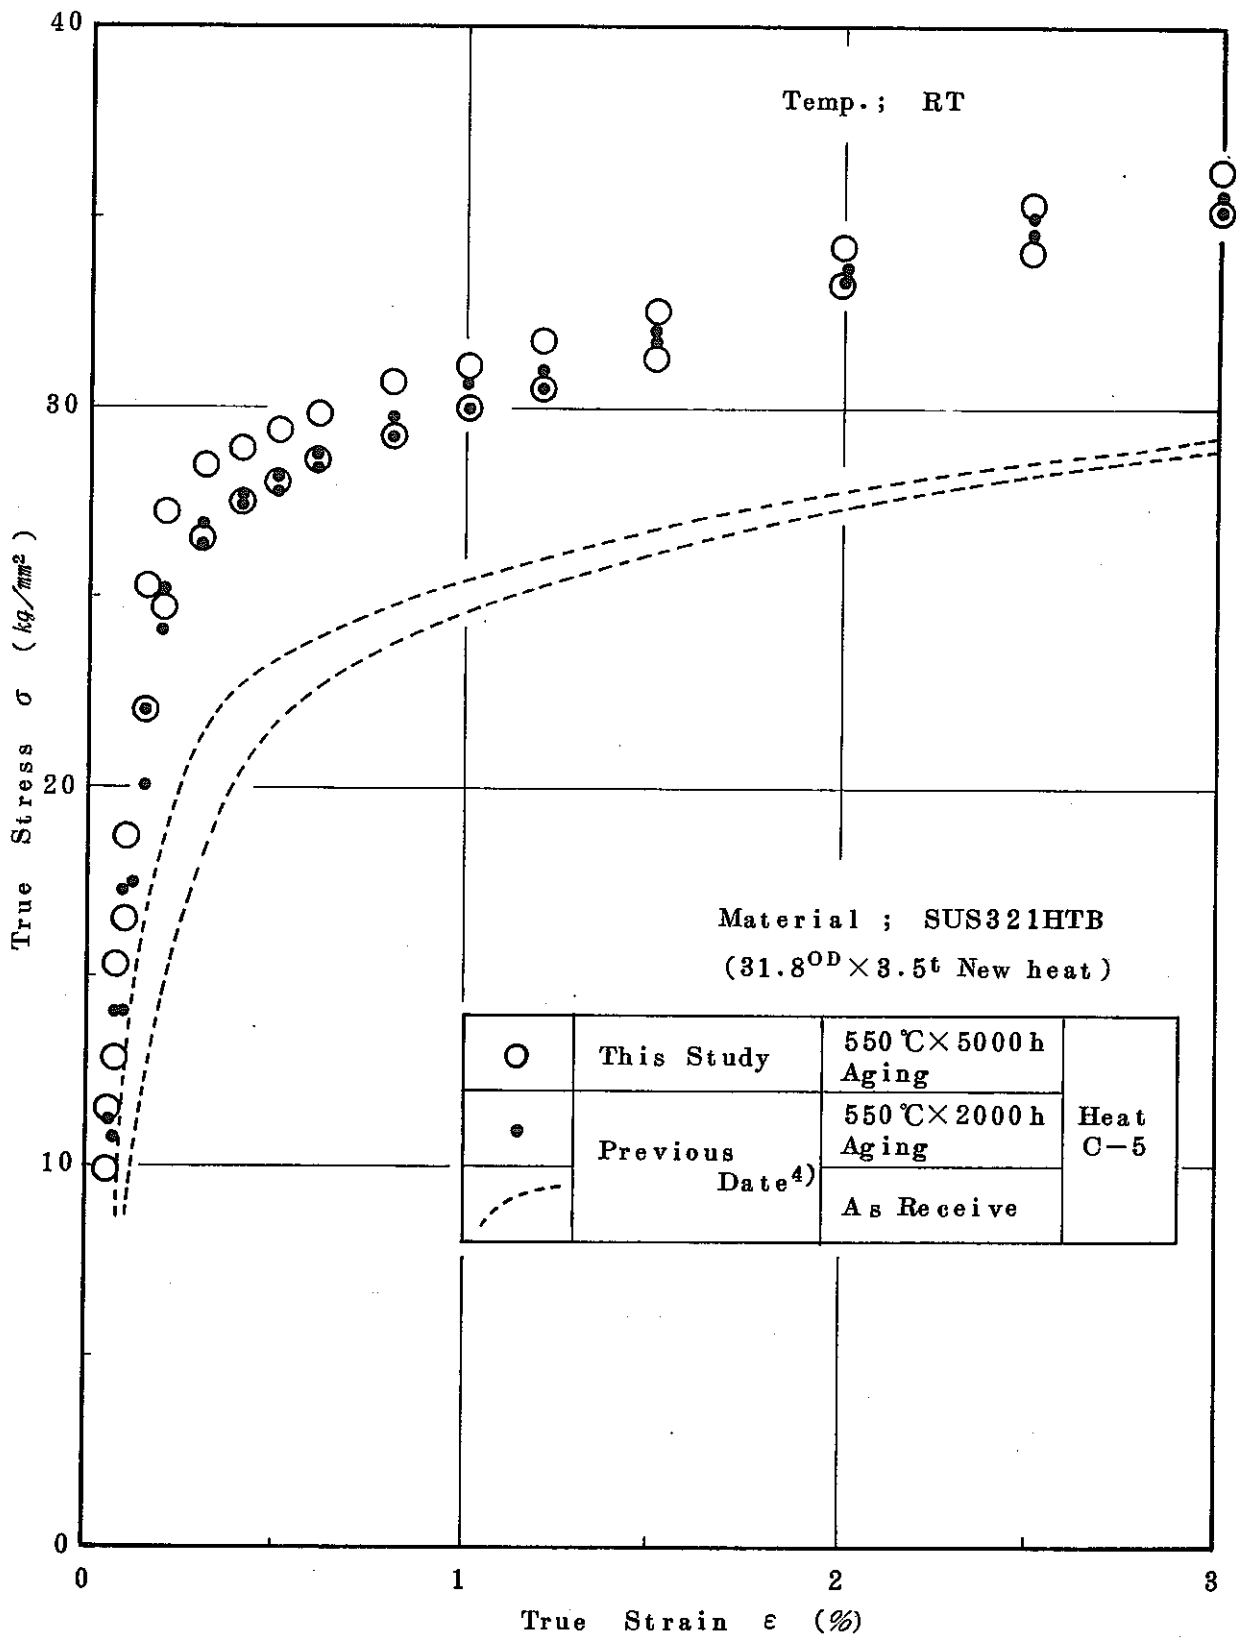 40
Temp.; RT
30
True Stress σ (kg/mm²)
20
Material ; SUS321HTB
(31.8ᴼᴰ×3.5ᵗ New heat)
This Study
550℃×5000h
Aging
550℃×2000h
Aging
Heat
C-5
Previous
Date⁴⁾
As Receive
10
0
0 1 2 3
True Strain ε (%)